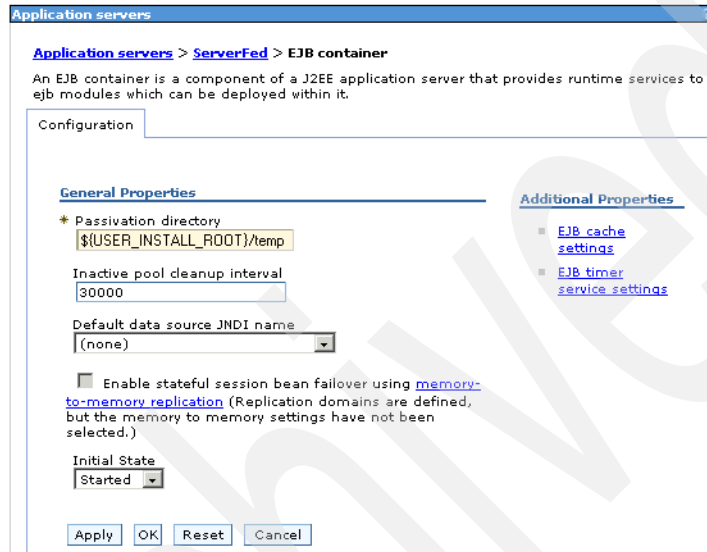 Application servers
?
Application servers > ServerFed > EJB container
An EJB container is a component of a J2EE application server that provides runtime services to
ejb modules which can be deployed within it.
Configuration
General Properties
* Passivation directory
${USER_INSTALL_ROOT}/temp
Inactive pool cleanup interval
30000
Default data source JNDI name
(none)
Enable stateful session bean failover using memory-
to-memory replication (Replication domains are defined,
but the memory to memory settings have not been
selected.)
Initial State
Started
Apply OK Reset Cancel
Additional Properties
EJB cache
settings
EJB timer
service settings